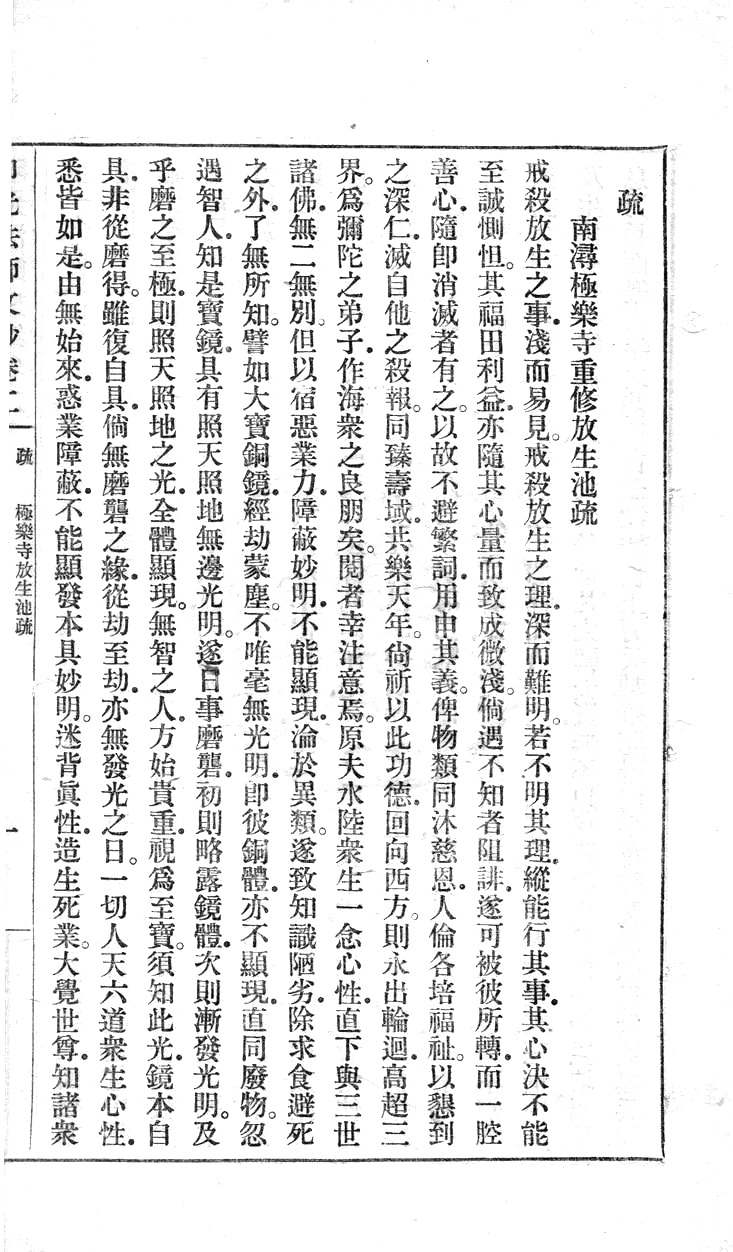 疏
南潯極樂寺重修放生池疏
戒殺放生之事，淺而易見。戒殺放生之理，深而難明。若不明其理，縱能行其事，其心決不能
至誠惻怛。其福田利益，亦隨其心量而致成微淺。倘遇不知者阻誹，遂可被彼所轉，而一腔
善心，隨卽消滅者有之。以故不避繁詞，用申其義。俾物類同沐慈恩，人倫各培福祉。以懇到
之深仁，滅自他之殺報。同臻壽域，共樂天年。尙祈以此功德，回向西方。則永出輪迴，高超三
界。爲彌陀之弟子，作海衆之良朋矣。閱者幸注意焉。原夫水陸衆生，一念心性，直下與三世
諸佛，無二無別。但以宿惡業力，障蔽妙明，不能顯現，淪於異類。遂致知識陋劣，除求食避死
之外，了無所知。譬如大寶銅鏡，經劫蒙塵。不唯毫無光明，卽彼銅體，亦不顯現，直同廢物。忽
遇智人，知是寶鏡，具有照天照地無邊光明。遂日事磨礱，初則略露鏡體，次則漸發光明。及
乎磨之至極，則照天照地之光，全體顯現。無智之人，方始貴重，視爲至寶。須知此光，鏡本自
具，非從磨得。雖復自具，倘無磨礱之緣，從劫至劫，亦無發光之日。一切人天六道衆生心性，
悉皆如是。由無始來，惑業障蔽，不能顯發本具妙明。迷背眞性，造生死業。大覺世尊，知諸衆
印光法師文鈔卷二　疏　極樂寺放生池疏　一